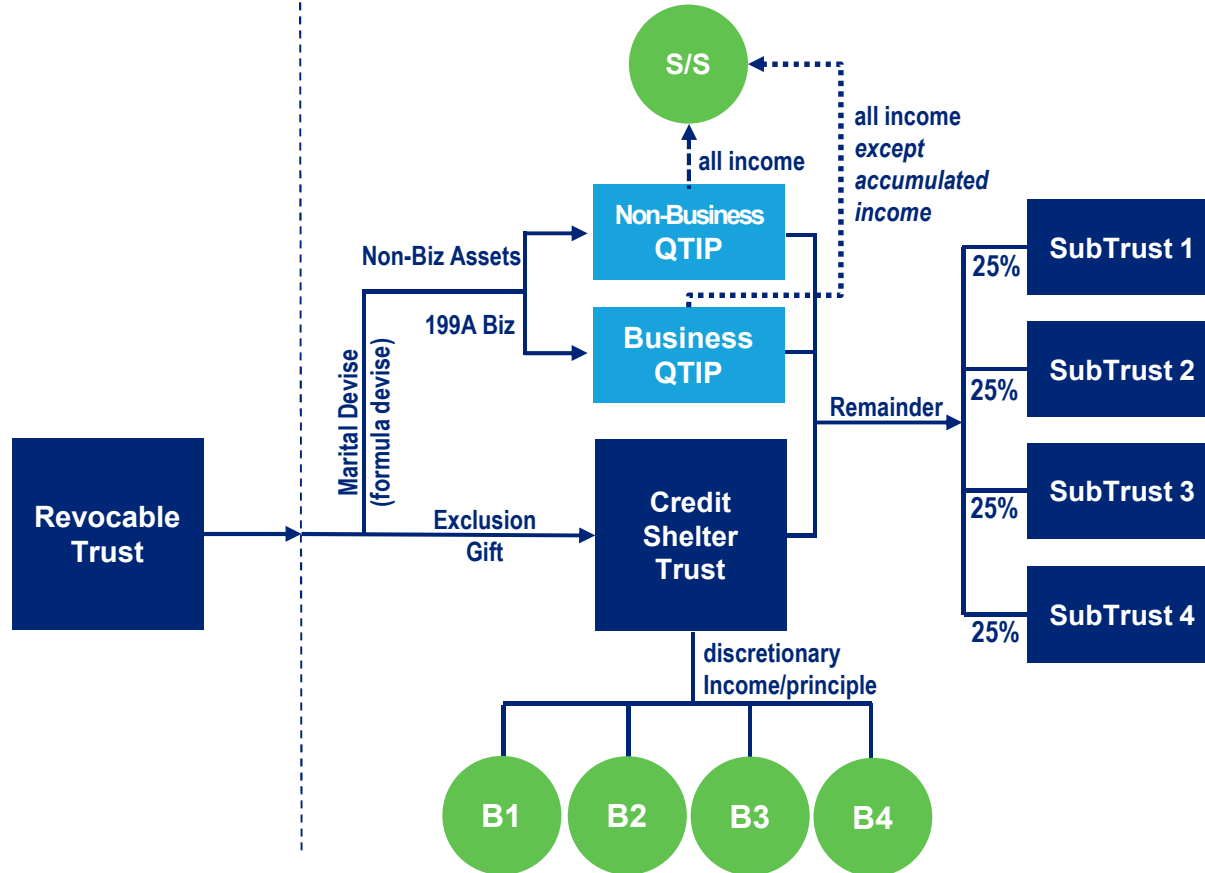 S/S
all income
all income
except
accumulated
income
Non-Business
QTIP
Non-Biz Assets
199A Biz
Business
QTIP
Marital Devise
(formula devise)
Revocable
Trust
Exclusion
Gift
Credit
Shelter
Trust
Remainder
SubTrust 1
25%
SubTrust 2
25%
SubTrust 3
25%
SubTrust 4
25%
discretionary
Income/principle
B1
B2
B3
B4